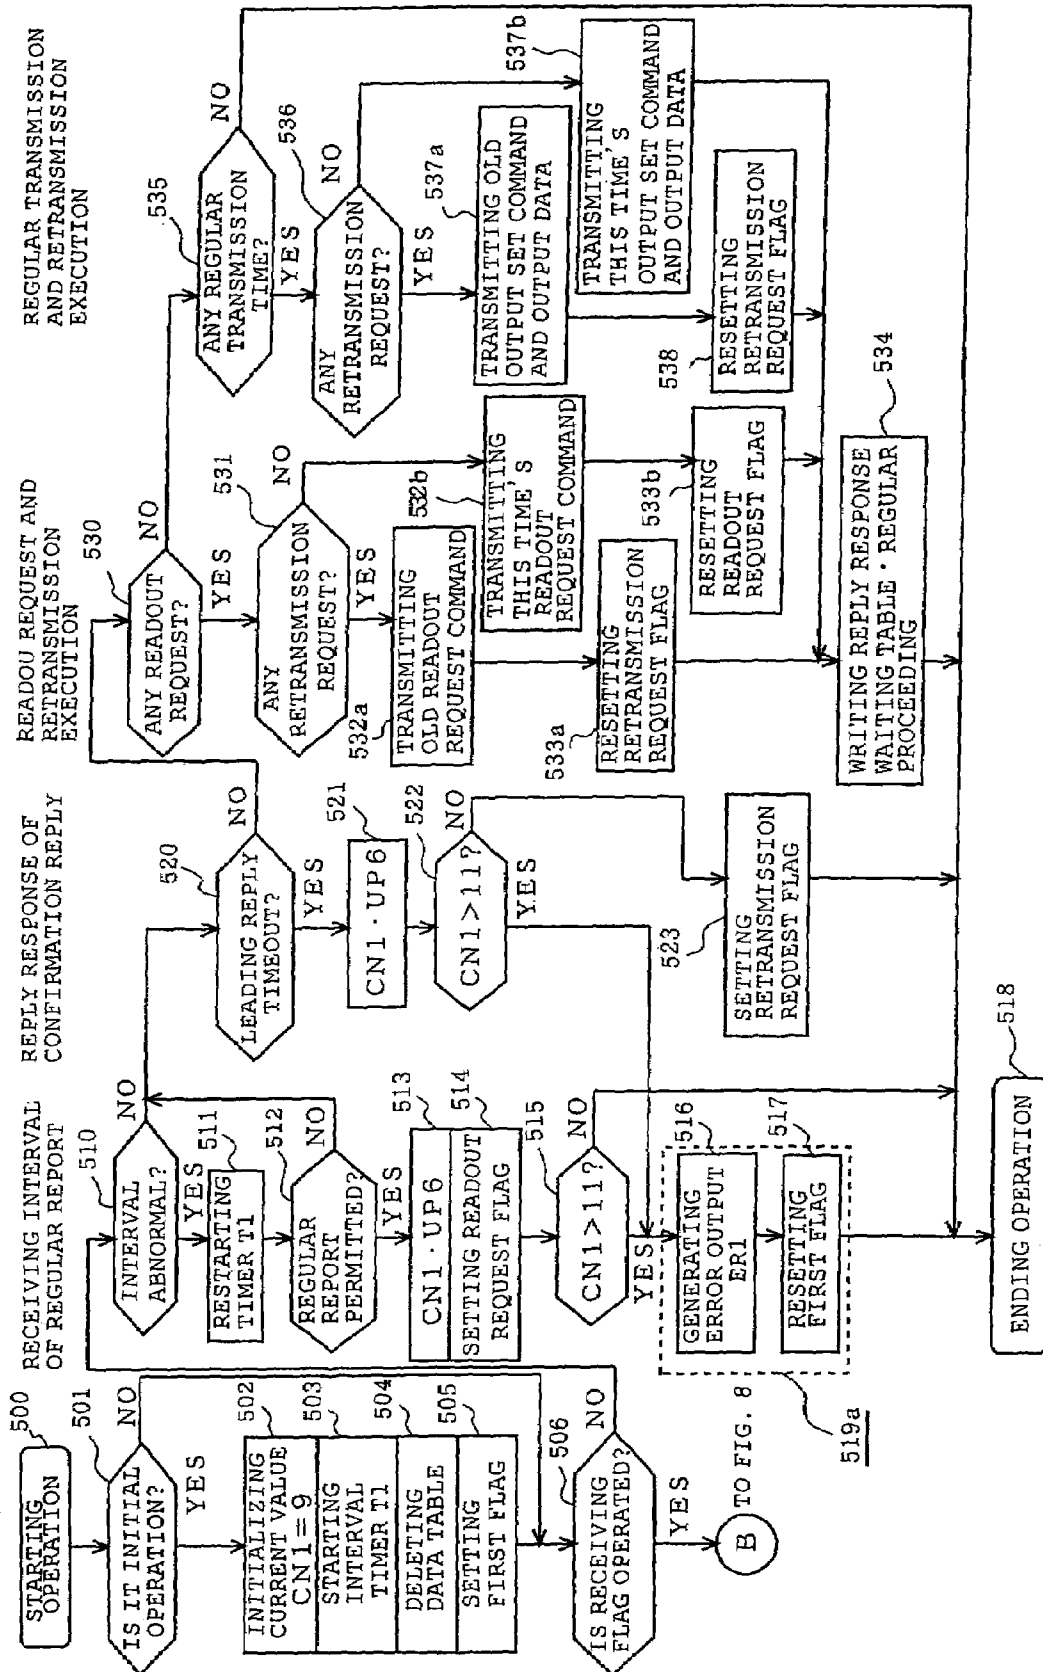 RECEIVING INTERVAL
OF REGULAR REPORT
REPLY RESPONSE OF
CONFIRMATION REPLY
READOU REQUEST AND
RETRANSMISSION
EXECUTION
REGULAR TRANSMISSION
AND RETRANSMISSION
EXECUTION
500
STARTING
OPERATION
501
IS IT INITIAL
OPERATION?
NO
YES
502
INITIALIZING
CURRENT VALUE
CN1=9
503
STARTING
INTERVAL
TIMER T1
504
DELETING
DATA TABLE
505
SETTING
FIRST FLAG
506
IS RECEIVING
FLAG OPERATED?
NO
YES
B
TO FIG. 8
510
INTERVAL
ABNORMAL?
NO
YES
511
RESTARTING
TIMER T1
512
REGULAR
REPORT
PERMITTED?
NO
YES
513
CN1·UP6
514
SETTING READOUT
REQUEST FLAG
515
CN1>11?
NO
YES
516
GENERATING
ERROR OUTPUT
ER1
517
RESETTING
FIRST FLAG
519a
518
ENDING OPERATION
520
LEADING REPLY
TIMEOUT?
NO
YES
521
CN1·UP6
522
CN1>11?
NO
YES
523
SETTING
RETRANSMISSION
REQUEST FLAG
530
ANY READOUT
REQUEST?
NO
YES
531
ANY
RETRANSMISSION
REQUEST?
NO
YES
532a
TRANSMITTING
OLD READOUT
REQUEST COMMAND
532b
TRANSMITTING
THIS TIME'S
READOUT
REQUEST COMMAND
533a
RESETTING
RETRANSMISSION
REQUEST FLAG
533b
RESETTING
READOUT
REQUEST FLAG
534
WRITING REPLY RESPONSE
WAITING TABLE·REGULAR
PROCEEDING
535
ANY REGULAR
TRANSMISSION
TIME?
NO
YES
536
ANY
RETRANSMISSION
REQUEST?
NO
YES
537a
TRANSMITTING OLD
OUTPUT SET COMMAND
AND OUTPUT DATA
537b
TRANSMITTING
THIS TIME'S
OUTPUT SET COMMAND
AND OUTPUT DATA
538
RESETTING
RETRANSMISSION
REQUEST FLAG